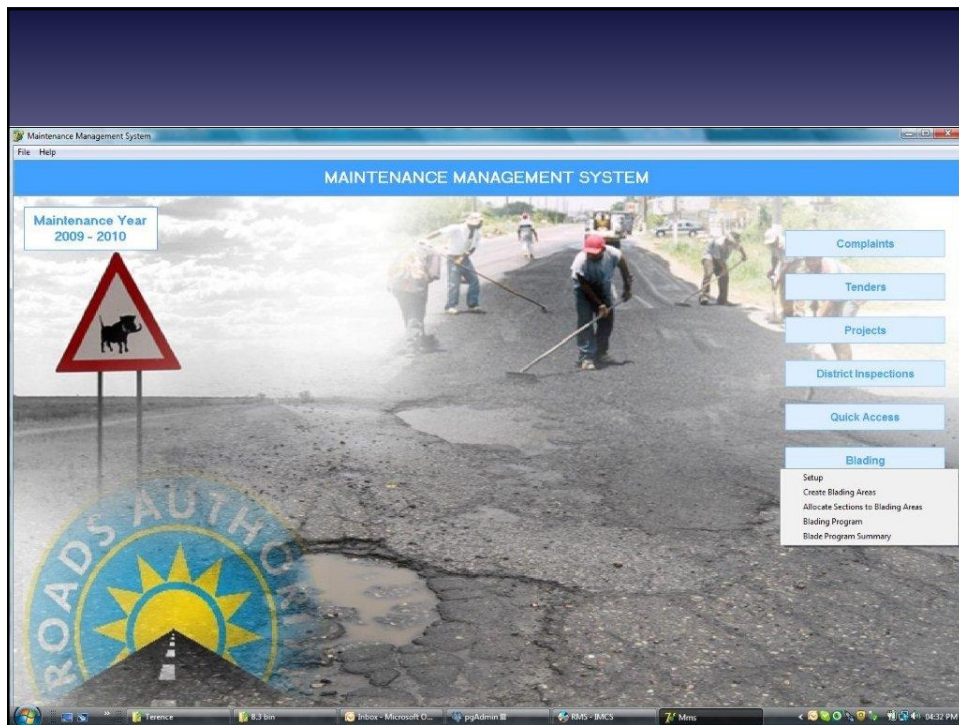 Maintenance Management System
File Help
MAINTENANCE MANAGEMENT SYSTEM
Maintenance Year
2009 - 2010
Complaints
Tenders
Projects
District Inspections
Quick Access
Blading
Setup
Create Blading Areas
Allocate Sections to Blading Areas
Blading Program
Blade Program Summary
ROADS AUTHORI
Terence
8.3 bin
Inbox - Microsoft O...
pgAdmin III
RMS - IMCS
Mms
04:32 PM